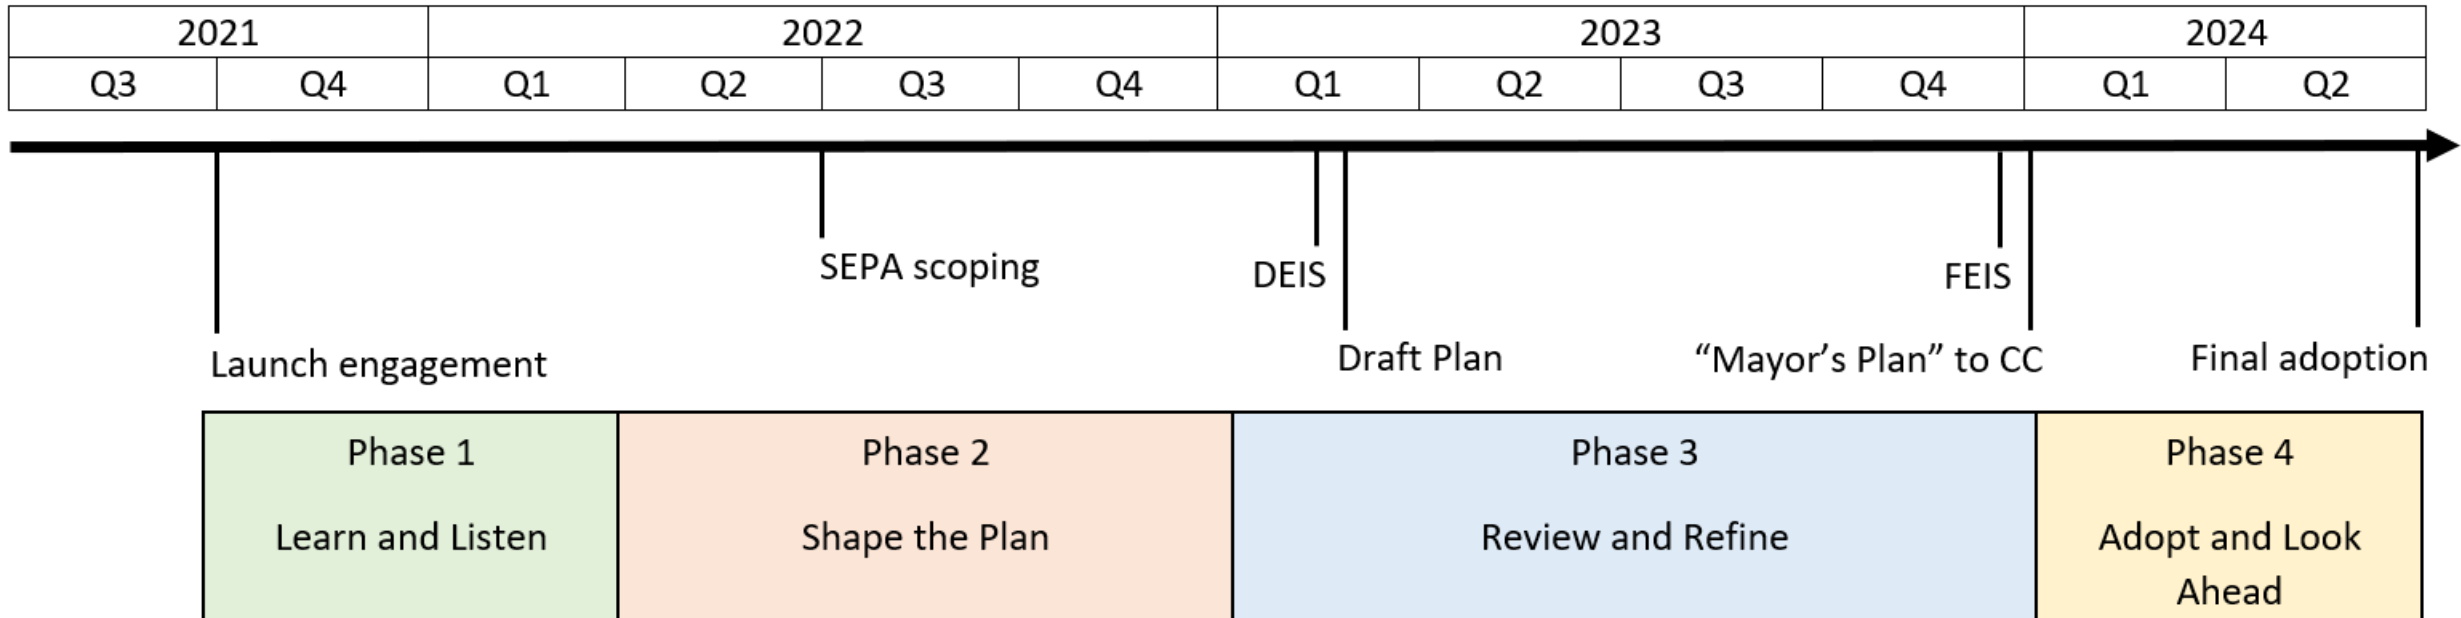 2021 2022 2023 2024
Q3 Q4 Q1 Q2 Q3 Q4 Q1 Q2 Q3 Q4 Q1 Q2
SEPA scoping DEIS FEIS
Launch engagement Draft Plan “Mayor’s Plan” to CC Final adoption
Phase 1 Phase 2 Phase 3 Phase 4
Learn and Listen Shape the Plan Review and Refine Adopt and Look
Ahead